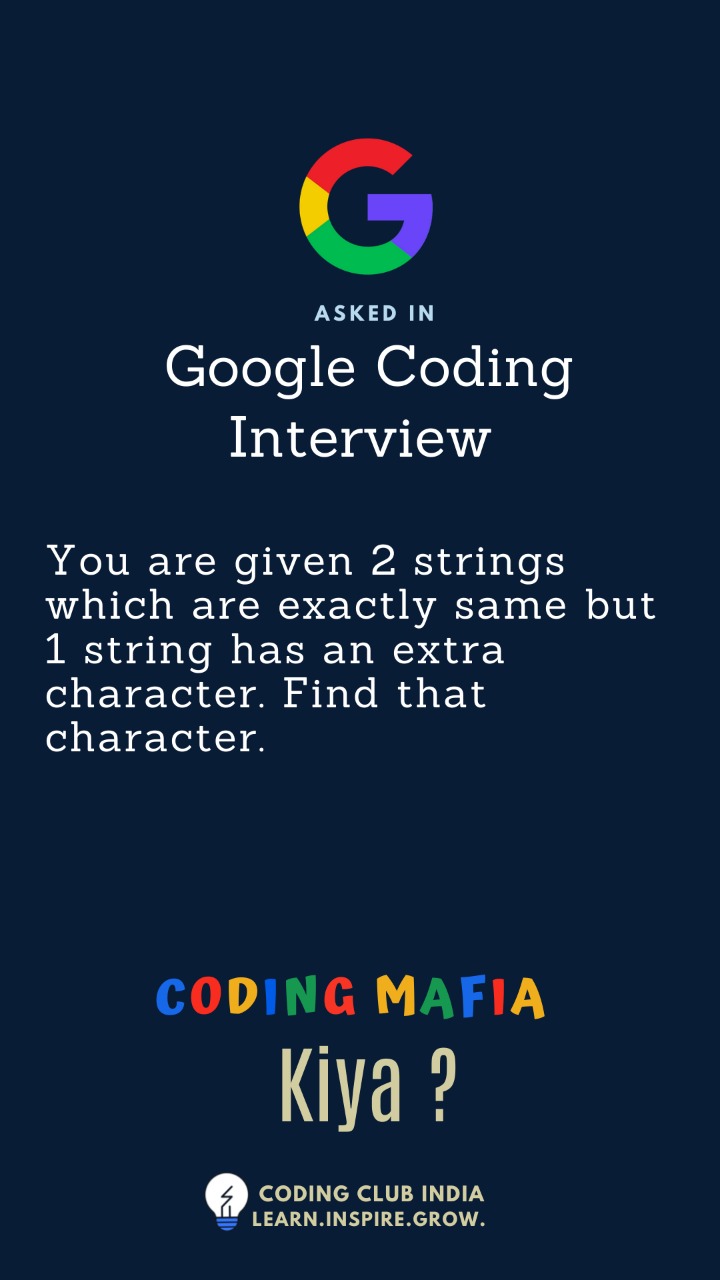 ASKED IN
Google Coding
Interview
You are given 2 strings
which are exactly same but
1 string has an extra
character. Find that
character.
CODING MAFIA
Kiya ?
CODING CLUB INDIA
LEARN.INSPIRE.GROW.